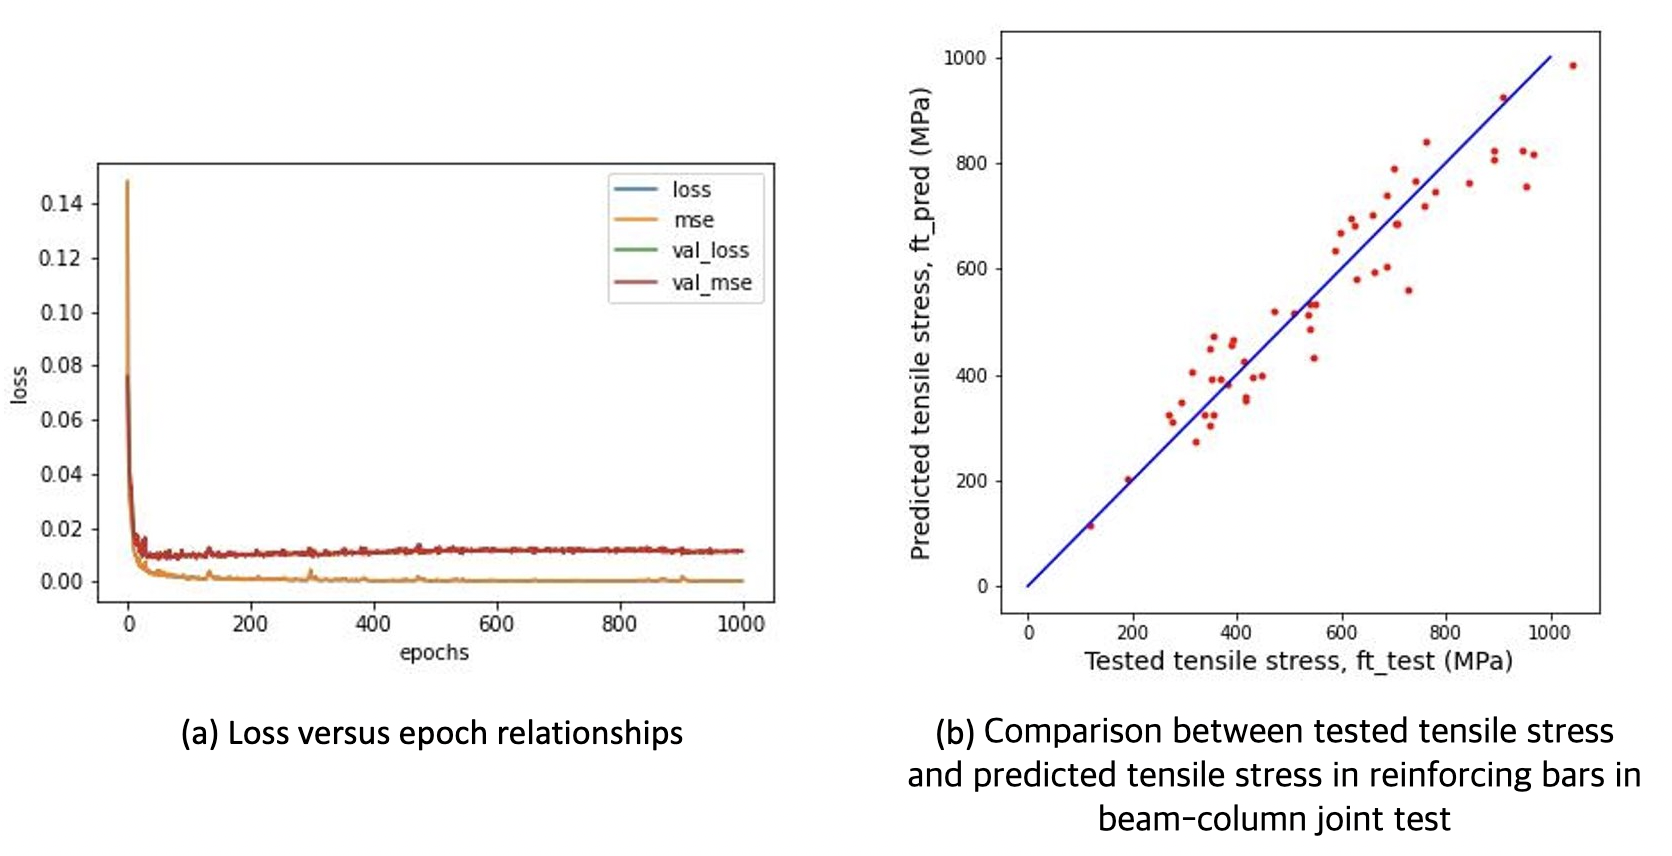 0.14
0.12
0.10
0.08
0.06
0.04
0.02
0.00
loss
loss
mse
val_loss
val_mse
0 200 400 600 800 1000
epochs
(a) Loss versus epoch relationships
1000
800
600
400
200
0
Predicted tensile stress, ft_pred (MPa)
0 200 400 600 800 1000
Tested tensile stress, ft_test (MPa)
(b) Comparison between tested tensile stress
and predicted tensile stress in reinforcing bars in
beam-column joint test